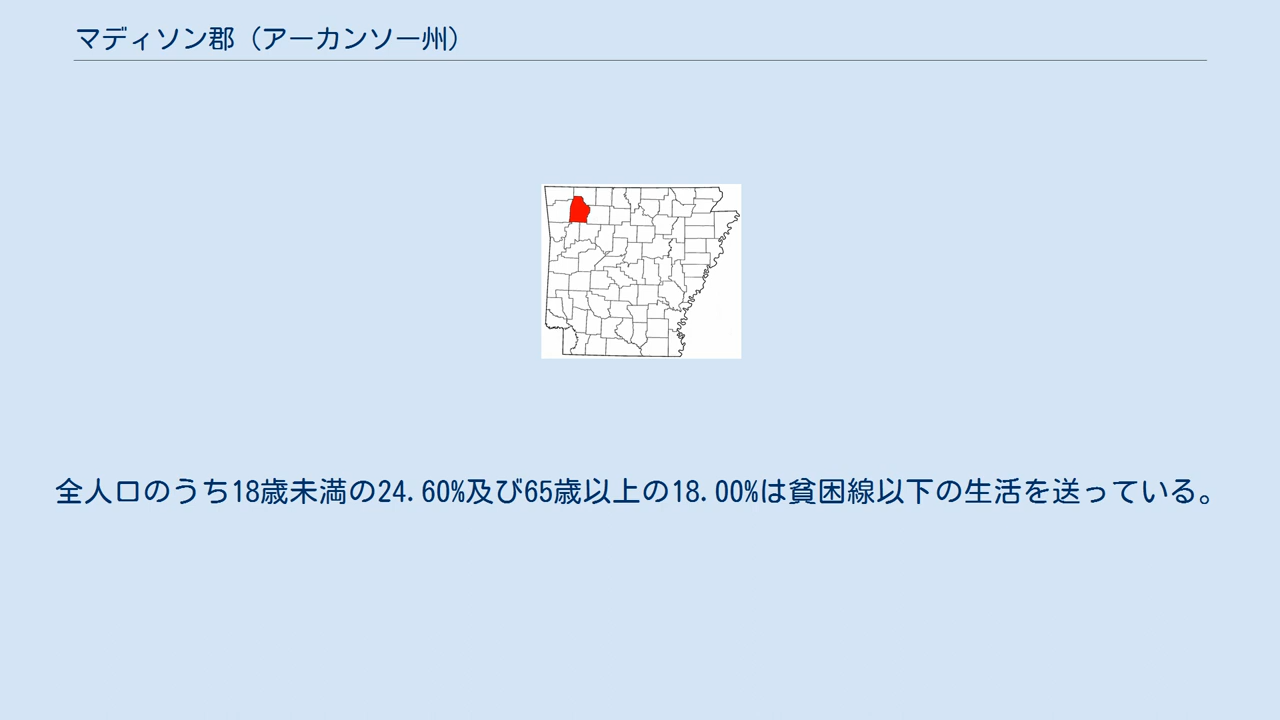 マディソン郡（アーカンソー州）
全人口のうち18歳未満の24.60%及び65歳以上の18.00%は貧困線以下の生活を送っている。